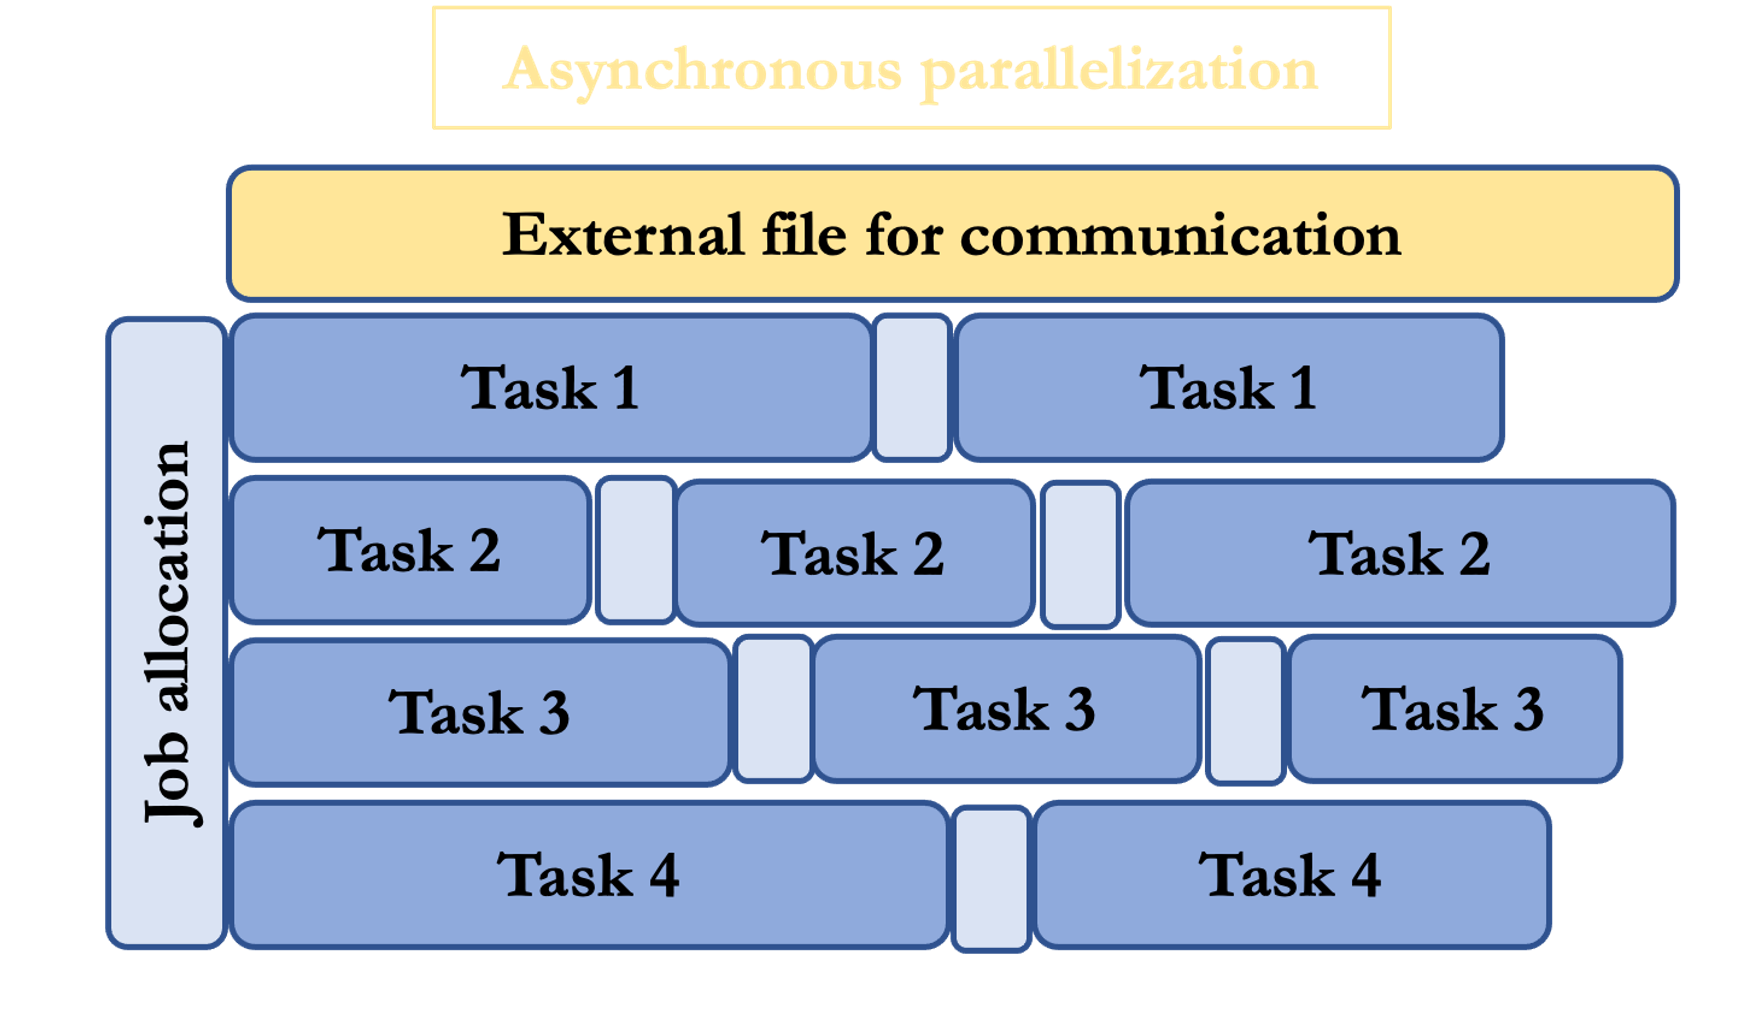 Asynchronous parallelization
External file for communication
Job allocation
Task 1
Task 1
Task 2
Task 2
Task 2
Task 3
Task 3
Task 3
Task 4
Task 4